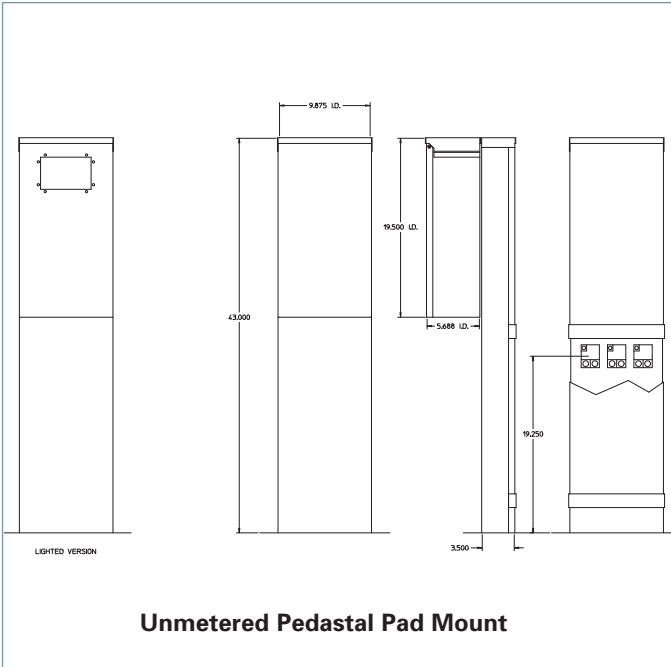 9.875 I.D.
19.500 I.D.
43.000
5.688 I.D.
19.250
3.500
LIGHTED VERSION
Unmetered Pedastal Pad Mount